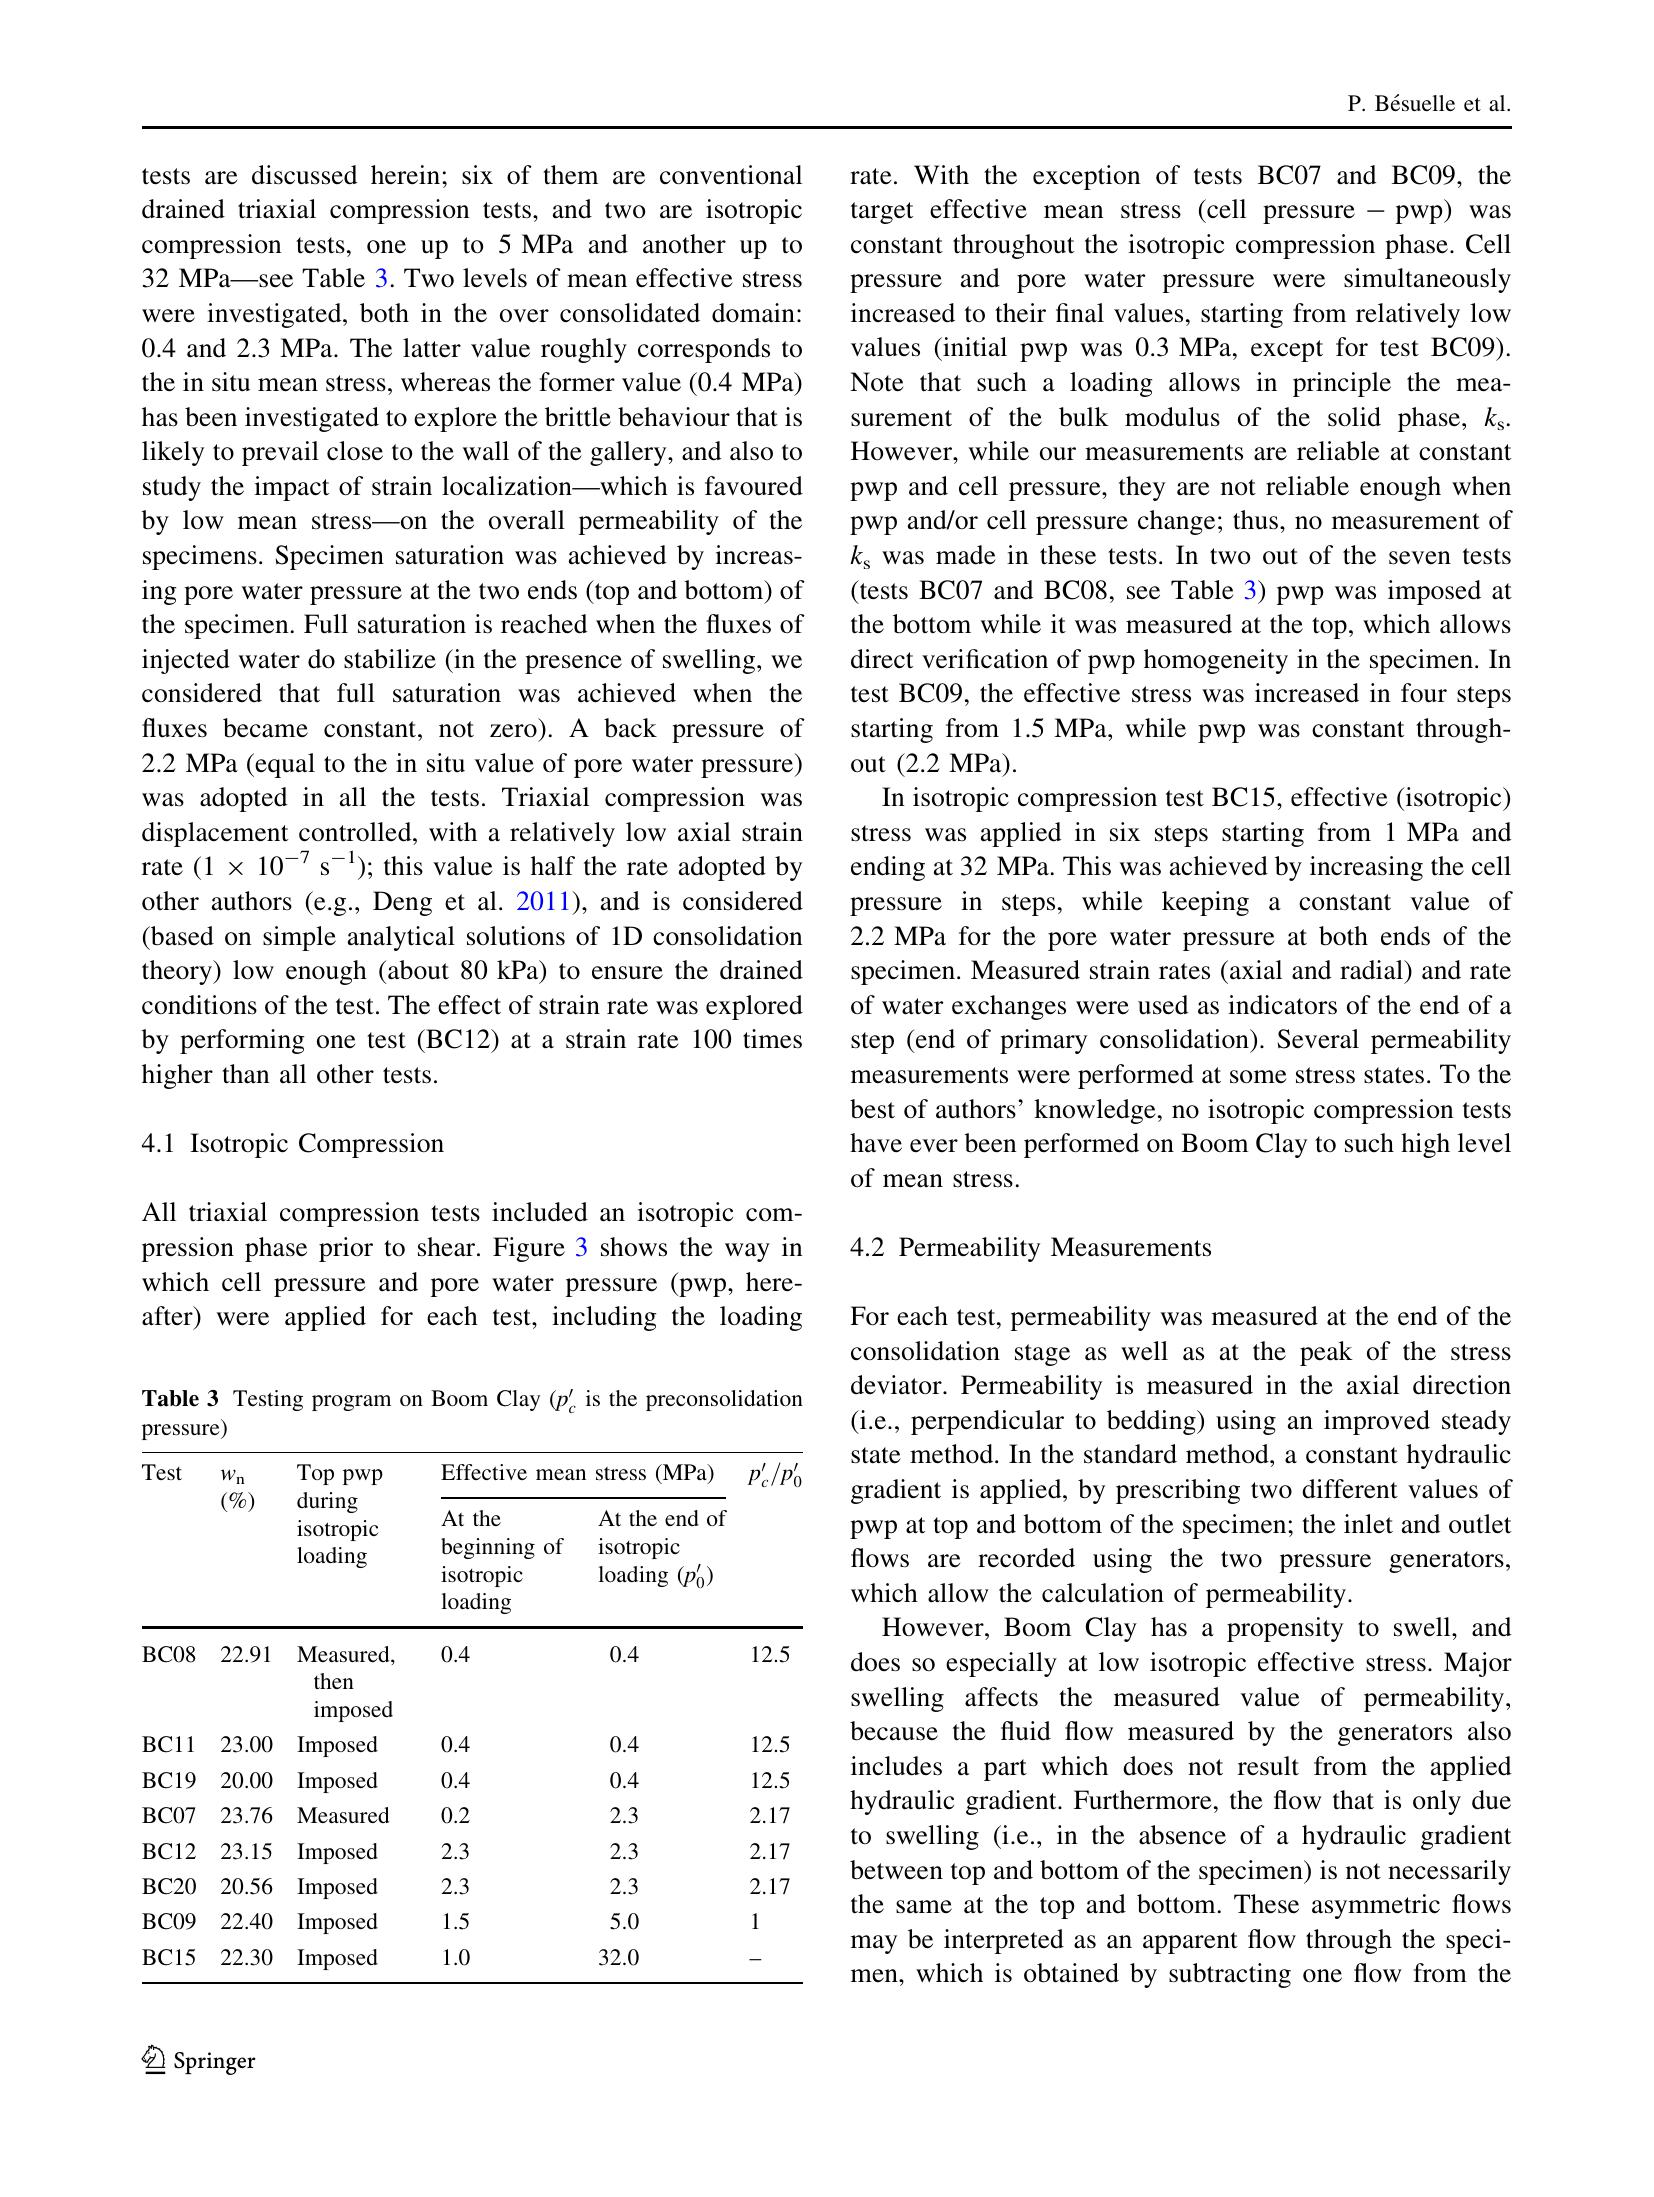 P. Bésuelle et al.
tests are discussed herein; six of them are conventional
drained triaxial compression tests, and two are isotropic
compression tests, one up to 5 MPa and another up to
32 MPa—see Table 3. Two levels of mean effective stress
were investigated, both in the over consolidated domain:
0.4 and 2.3 MPa. The latter value roughly corresponds to
the in situ mean stress, whereas the former value (0.4 MPa)
has been investigated to explore the brittle behaviour that is
likely to prevail close to the wall of the gallery, and also to
study the impact of strain localization—which is favoured
by low mean stress—on the overall permeability of the
specimens. Specimen saturation was achieved by increas-
ing pore water pressure at the two ends (top and bottom) of
the specimen. Full saturation is reached when the fluxes of
injected water do stabilize (in the presence of swelling, we
considered that full saturation was achieved when the
fluxes became constant, not zero). A back pressure of
2.2 MPa (equal to the in situ value of pore water pressure)
was adopted in all the tests. Triaxial compression was
displacement controlled, with a relatively low axial strain
rate (1 × 10⁻⁷ s⁻¹); this value is half the rate adopted by
other authors (e.g., Deng et al. 2011), and is considered
(based on simple analytical solutions of 1D consolidation
theory) low enough (about 80 kPa) to ensure the drained
conditions of the test. The effect of strain rate was explored
by performing one test (BC12) at a strain rate 100 times
higher than all other tests.
4.1 Isotropic Compression
All triaxial compression tests included an isotropic com-
pression phase prior to shear. Figure 3 shows the way in
which cell pressure and pore water pressure (pwp, here-
after) were applied for each test, including the loading
Table 3 Testing program on Boom Clay (p′c is the preconsolidation
pressure)
Test wn (%) Top pwp during isotropic loading Effective mean stress (MPa) p′c/p′0
At the beginning of isotropic loading At the end of isotropic loading (p′0)
BC08 22.91 Measured, then imposed 0.4 0.4 12.5
BC11 23.00 Imposed 0.4 0.4 12.5
BC19 20.00 Imposed 0.4 0.4 12.5
BC07 23.76 Measured 0.2 2.3 2.17
BC12 23.15 Imposed 2.3 2.3 2.17
BC20 20.56 Imposed 2.3 2.3 2.17
BC09 22.40 Imposed 1.5 5.0 1
BC15 22.30 Imposed 1.0 32.0 –
rate. With the exception of tests BC07 and BC09, the
target effective mean stress (cell pressure − pwp) was
constant throughout the isotropic compression phase. Cell
pressure and pore water pressure were simultaneously
increased to their final values, starting from relatively low
values (initial pwp was 0.3 MPa, except for test BC09).
Note that such a loading allows in principle the mea-
surement of the bulk modulus of the solid phase, ks.
However, while our measurements are reliable at constant
pwp and cell pressure, they are not reliable enough when
pwp and/or cell pressure change; thus, no measurement of
ks was made in these tests. In two out of the seven tests
(tests BC07 and BC08, see Table 3) pwp was imposed at
the bottom while it was measured at the top, which allows
direct verification of pwp homogeneity in the specimen. In
test BC09, the effective stress was increased in four steps
starting from 1.5 MPa, while pwp was constant through-
out (2.2 MPa).
In isotropic compression test BC15, effective (isotropic)
stress was applied in six steps starting from 1 MPa and
ending at 32 MPa. This was achieved by increasing the cell
pressure in steps, while keeping a constant value of
2.2 MPa for the pore water pressure at both ends of the
specimen. Measured strain rates (axial and radial) and rate
of water exchanges were used as indicators of the end of a
step (end of primary consolidation). Several permeability
measurements were performed at some stress states. To the
best of authors’ knowledge, no isotropic compression tests
have ever been performed on Boom Clay to such high level
of mean stress.
4.2 Permeability Measurements
For each test, permeability was measured at the end of the
consolidation stage as well as at the peak of the stress
deviator. Permeability is measured in the axial direction
(i.e., perpendicular to bedding) using an improved steady
state method. In the standard method, a constant hydraulic
gradient is applied, by prescribing two different values of
pwp at top and bottom of the specimen; the inlet and outlet
flows are recorded using the two pressure generators,
which allow the calculation of permeability.
However, Boom Clay has a propensity to swell, and
does so especially at low isotropic effective stress. Major
swelling affects the measured value of permeability,
because the fluid flow measured by the generators also
includes a part which does not result from the applied
hydraulic gradient. Furthermore, the flow that is only due
to swelling (i.e., in the absence of a hydraulic gradient
between top and bottom of the specimen) is not necessarily
the same at the top and bottom. These asymmetric flows
may be interpreted as an apparent flow through the speci-
men, which is obtained by subtracting one flow from the
Springer